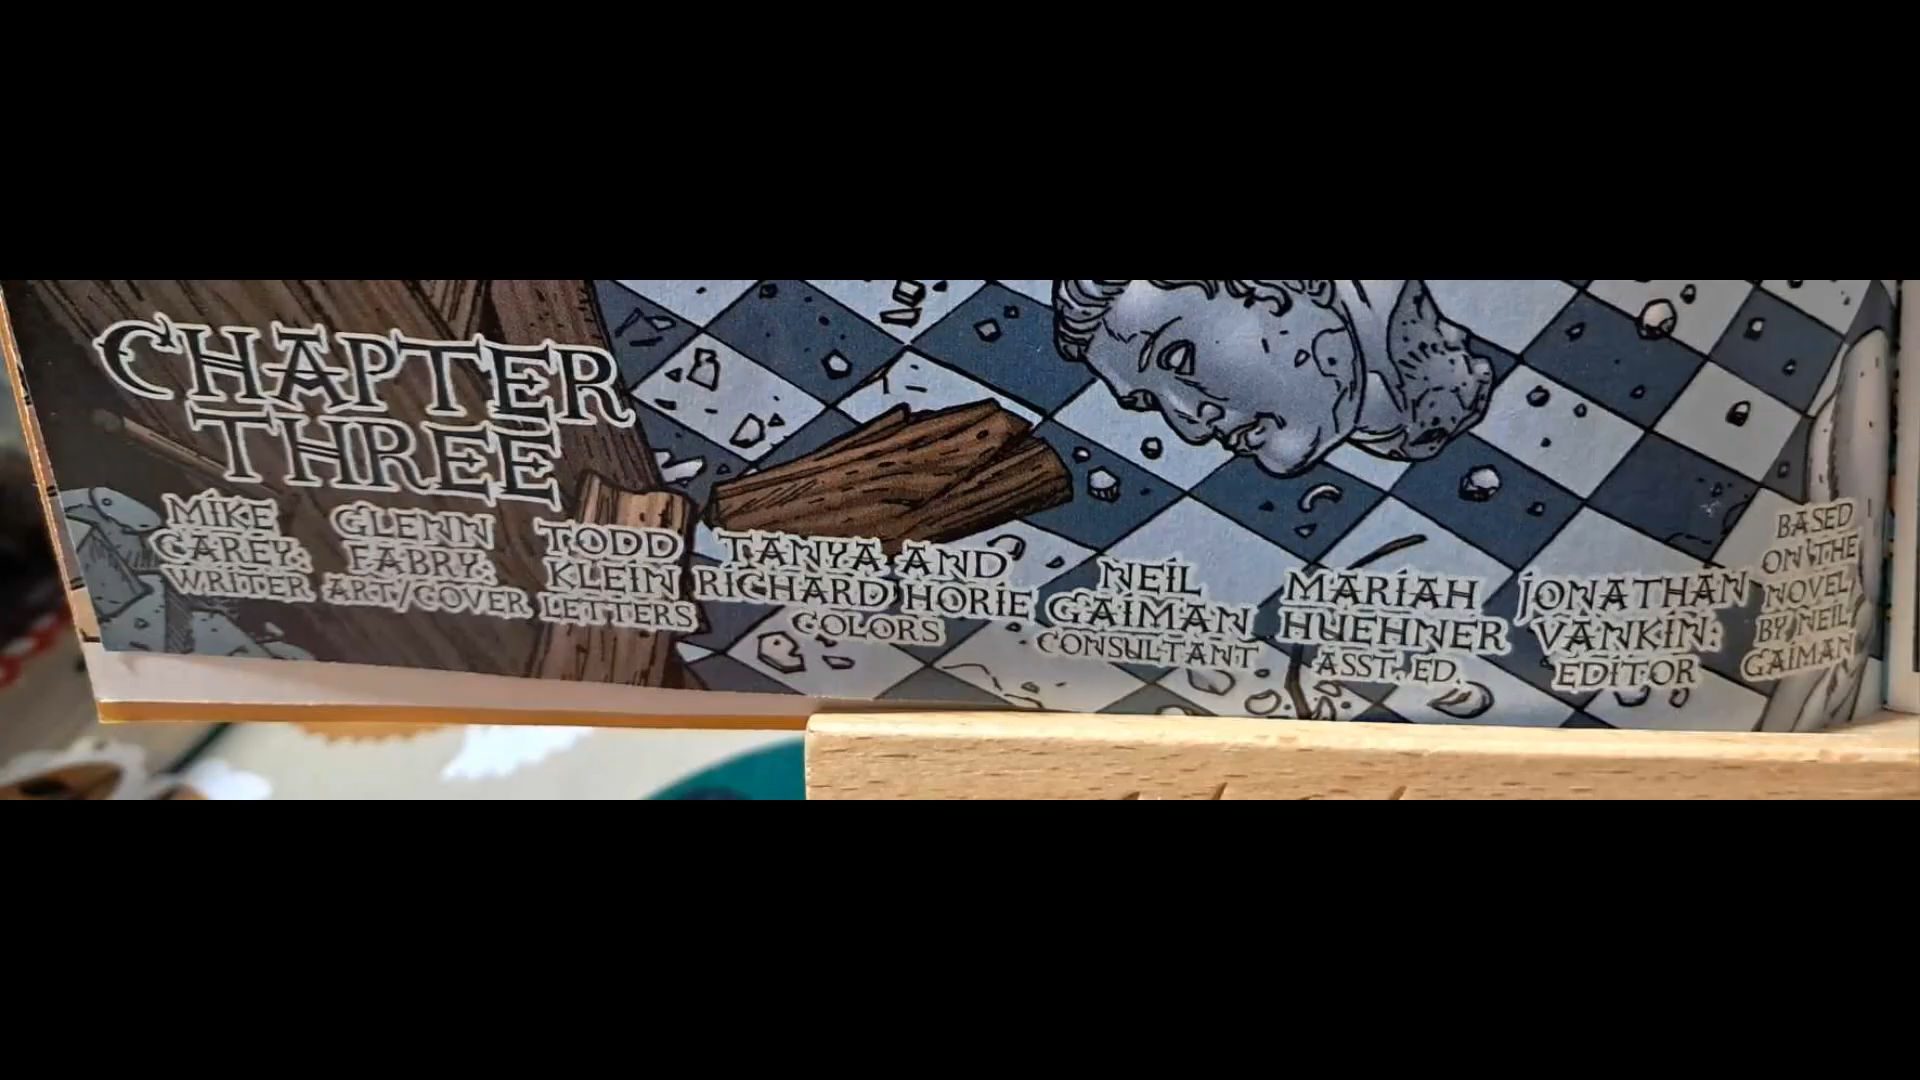 CHAPTER
THREE
MIKE
CAREY:
WRITER
GLENN
FABRY:
ART/COVER
TODD
KLEIN
LETTERS
TANYA AND
RICHARD HORIE
COLORS
NEIL
GAIMAN
CONSULTANT
MARIAH
HUEHNER
ASST. ED.
JONATHAN
VANKIN:
EDITOR
BASED
ON THE
NOVEL
BY NEIL
GAIMAN